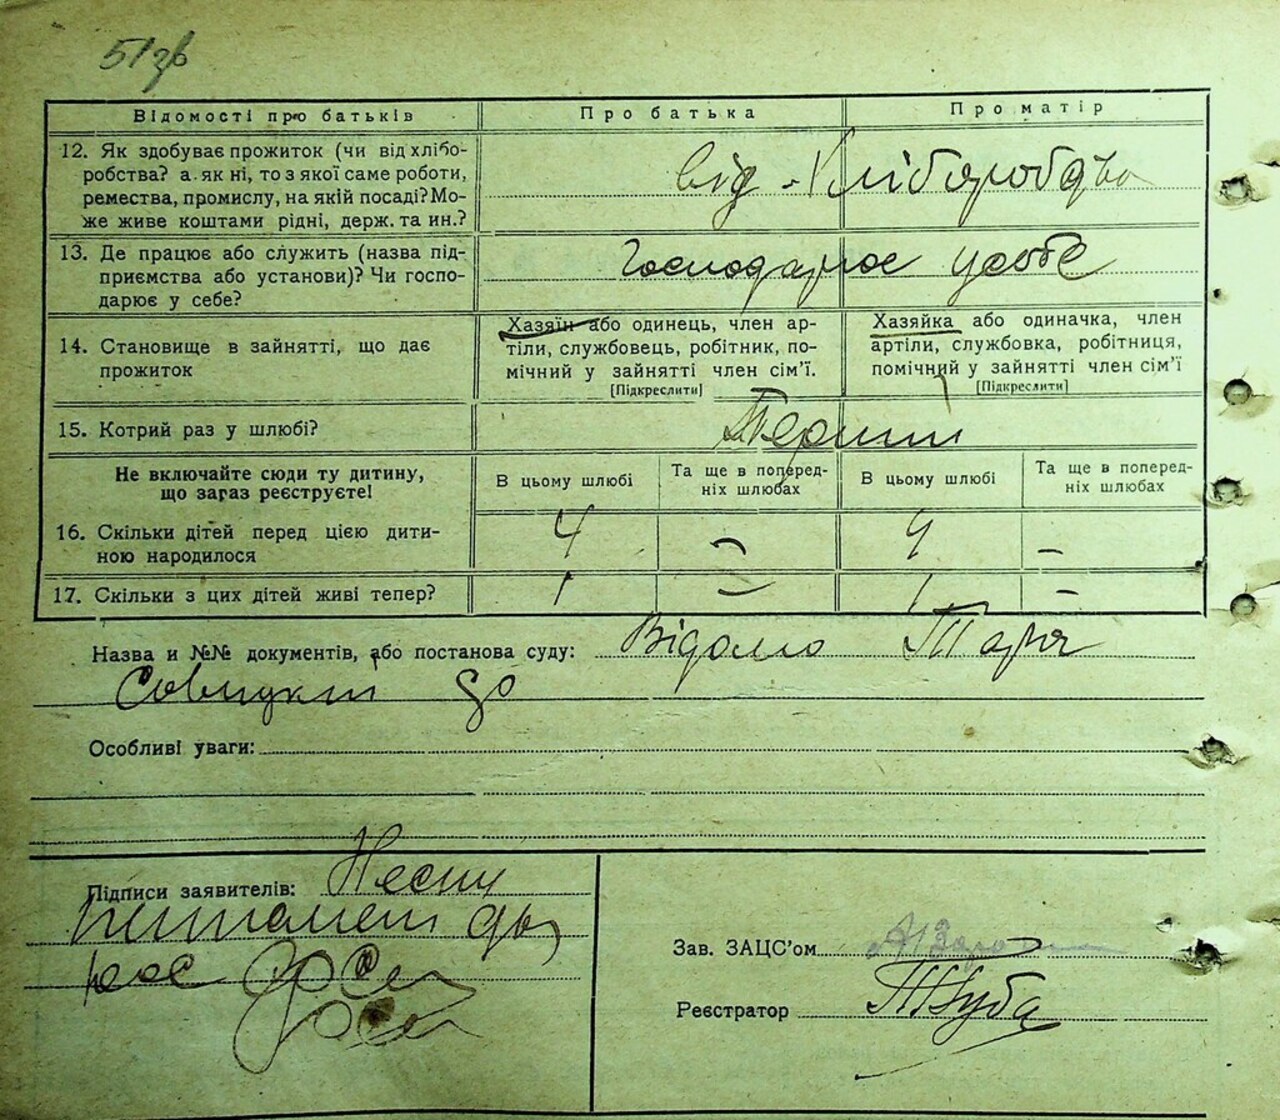 51зв
Відомості про батьків
Про батька
Про матір
12. Як здобуває прожиток (чи від хлібо-
робства? а як ні, то з якої саме роботи,
ремества, промислу, на якій посаді? Мо-
же живе коштами рідні, держ. та ин.?
від хліборобства
13. Де працює або служить (назва під-
приємства або установи)? Чи госпо-
дарює у себе?
Господарює у себе
14. Становище в зайнятті, що дає
прожиток
Хазяїн або одинець, член ар-
тіли, службовець, робітник, по-
мічний у зайнятті член сім'ї.
[Підкреслити]
Хазяйка або одиначка, член
артіли, службовка, робітниця,
помічний у зайнятті член сім'ї
[Підкреслити]
15. Котрий раз у шлюбі?
Перший
Не включайте сюди ту дитину,
що зараз реєструєте!
В цьому шлюбі
Та ще в поперед-
ніх шлюбах
В цьому шлюбі
Та ще в поперед-
ніх шлюбах
16. Скільки дітей перед цією дити-
ною народилося
4 – 4 –
17. Скільки з цих дітей живі тепер?
1 – 1 –
Назва и №№ документів, або постанова суду: Відомо
Особливі уваги:
Підписи заявителів:
Зав. ЗАЦС'ом
Реєстратор